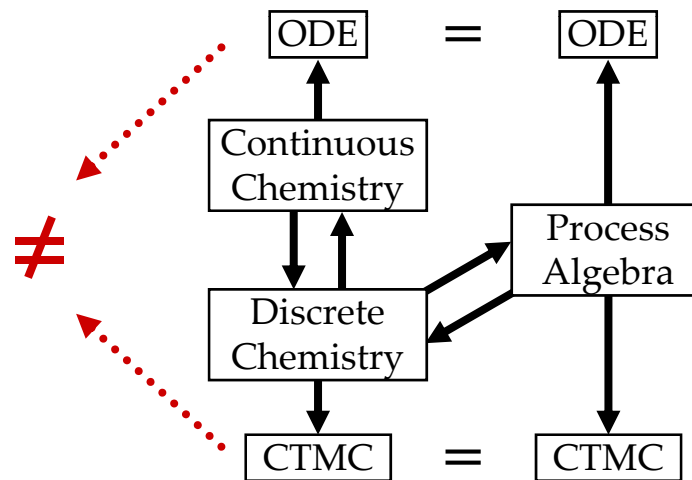 ODE = ODE
Continuous
Chemistry
≠
Process
Algebra
Discrete
Chemistry
CTMC = CTMC